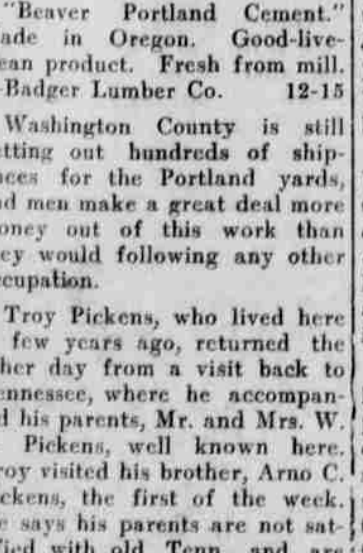 "Beaver Portland Cement."
ade in Oregon. Good-live-
ean product. Fresh from mill.
-Badger Lumber Co. 12-15
Washington County is still
tting out hundreds of ship-
nees for the Portland yards,
nd men make a great deal more
oney out of this work than
ey would following any other
ccupation.
Troy Pickens, who lived here
few years ago, returned the
her day from a visit back to
ennessee, where he accompan-
d his parents, Mr. and Mrs. W.
Pickens, well known here.
roy visited his brother, Arno C.
ickens, the first of the week.
e says his parents are not sat-
fied with old Tenn. and are